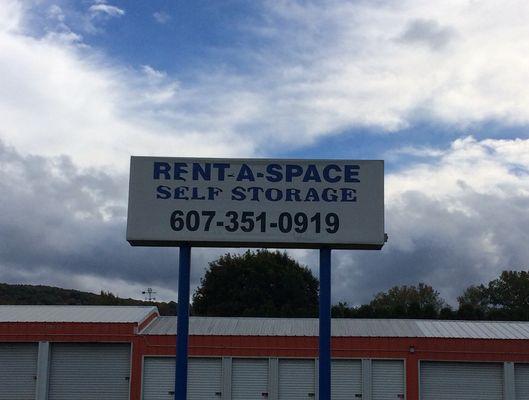 RENT-A-SPACE
SELF STORAGE
607-351-0919